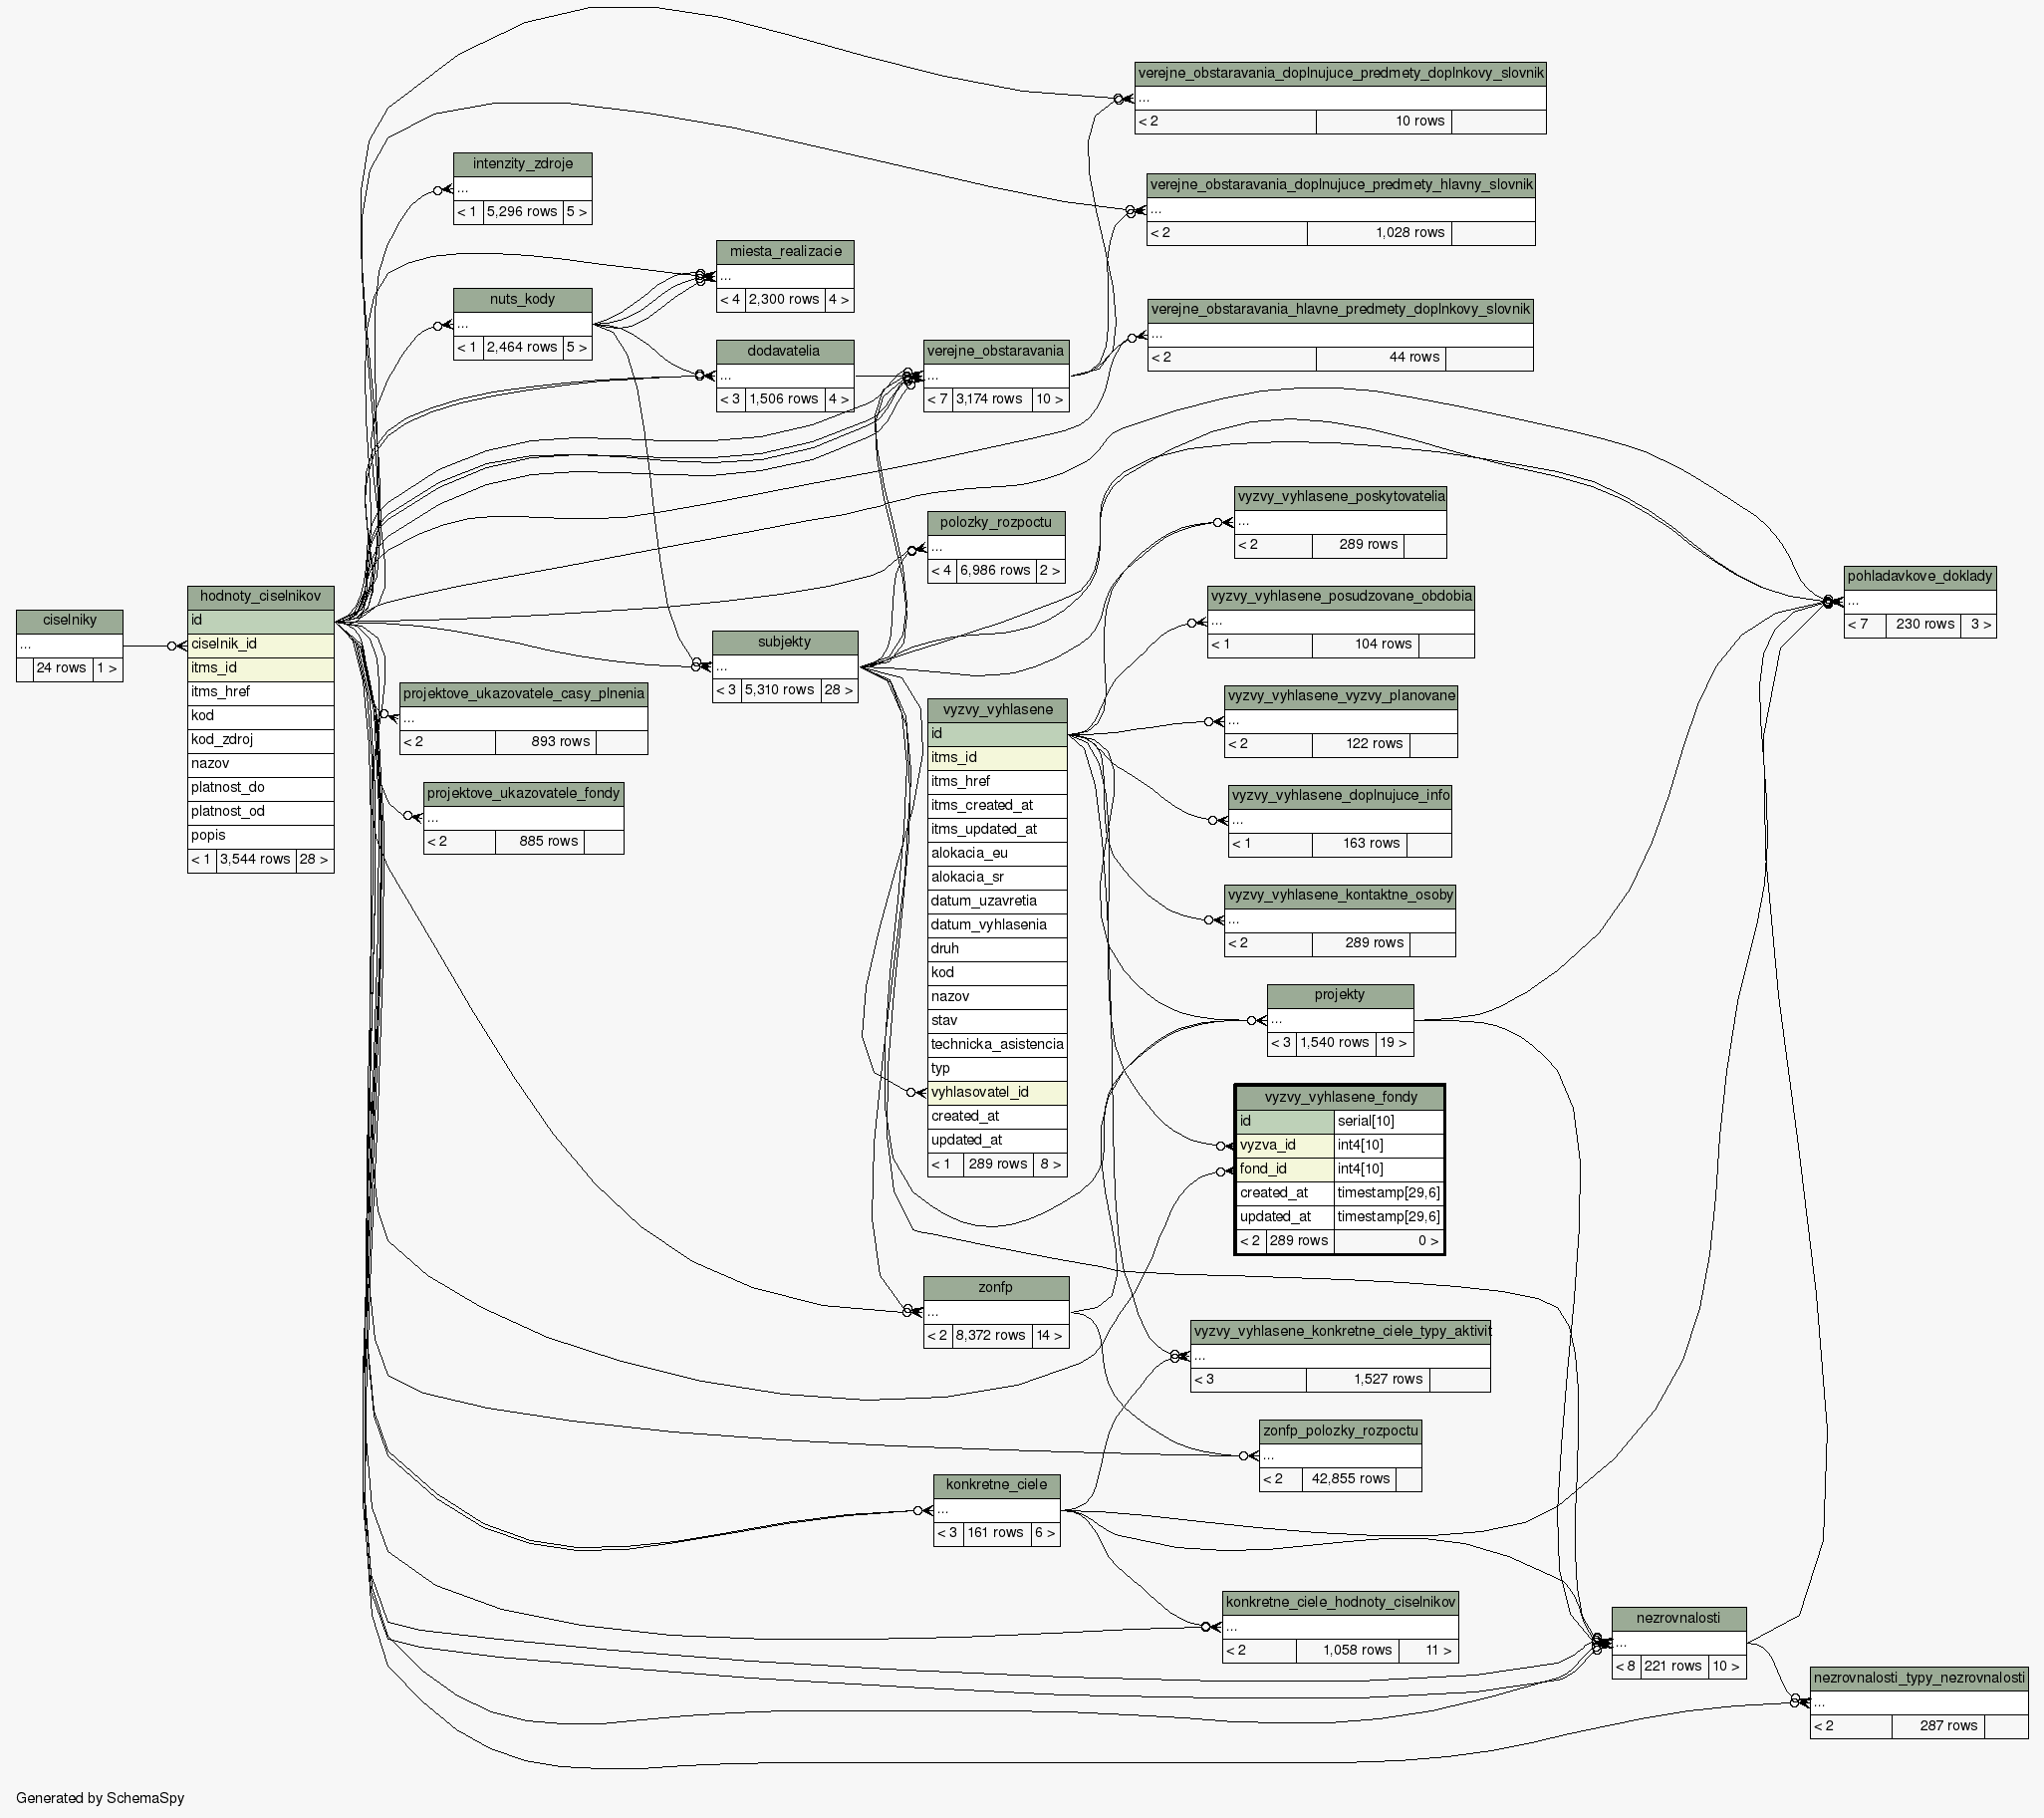 verejne_obstaravania_doplnujuce_predmety_doplnkovy_slovnik
...
< 2 10 rows
intenzity_zdroje
...
< 1 5,296 rows 5 >
verejne_obstaravania_doplnujuce_predmety_hlavny_slovnik
...
< 2 1,028 rows
miesta_realizacie
...
< 4 2,300 rows 4 >
nuts_kody
...
< 1 2,464 rows 5 >
verejne_obstaravania_hlavne_predmety_doplnkovy_slovnik
...
< 2 44 rows
dodavatelia
...
< 3 1,506 rows 4 >
verejne_obstaravania
...
< 7 3,174 rows 10 >
vyzvy_vyhlasene_poskytovatelia
...
< 2 289 rows
polozky_rozpoctu
...
< 4 6,986 rows 2 >
pohladavkove_doklady
...
< 7 230 rows 3 >
ciselniky
...
24 rows 1 >
hodnoty_ciselnikov
id
ciselnik_id
itms_id
itms_href
kod
kod_zdroj
nazov
platnost_do
platnost_od
popis
< 1 3,544 rows 28 >
vyzvy_vyhlasene_posudzovane_obdobia
...
< 1 104 rows
subjekty
...
< 3 5,310 rows 28 >
projektove_ukazovatele_casy_plnenia
...
< 2 893 rows
vyzvy_vyhlasene_vyzvy_planovane
...
< 2 122 rows
vyzvy_vyhlasene
id
itms_id
itms_href
itms_created_at
itms_updated_at
alokacia_eu
alokacia_sr
datum_uzavretia
datum_vyhlasenia
druh
kod
nazov
stav
technicka_asistencia
typ
vyhlasovatel_id
created_at
updated_at
< 1 289 rows 8 >
projektove_ukazovatele_fondy
...
< 2 885 rows
vyzvy_vyhlasene_doplnujuce_info
...
< 1 163 rows
vyzvy_vyhlasene_kontaktne_osoby
...
< 2 289 rows
projekty
...
< 3 1,540 rows 19 >
vyzvy_vyhlasene_fondy
id serial[10]
vyzva_id int4[10]
fond_id int4[10]
created_at timestamp[29,6]
updated_at timestamp[29,6]
< 2 289 rows 0 >
zonfp
...
< 2 8,372 rows 14 >
vyzvy_vyhlasene_konkretne_ciele_typy_aktivit
...
< 3 1,527 rows
zonfp_polozky_rozpoctu
...
< 2 42,855 rows
konkretne_ciele
...
< 3 161 rows 6 >
konkretne_ciele_hodnoty_ciselnikov
...
< 2 1,058 rows 11 >
nezrovnalosti
...
< 8 221 rows 10 >
nezrovnalosti_typy_nezrovnalosti
...
< 2 287 rows
Generated by SchemaSpy